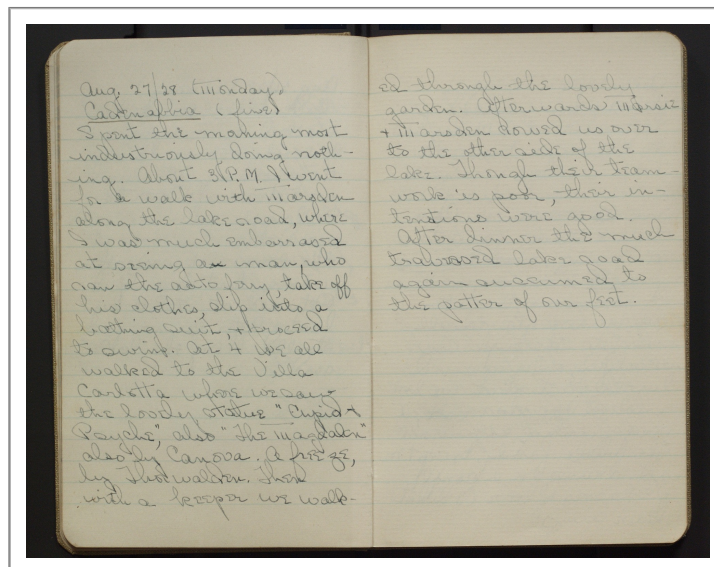 Aug. 27/28 (Monday)
Cadenabbia (fine)
Spent the morning most
industriously doing noth-
ing. About 3 P.M. I went
for a walk with Marsden
along the lake road, where
I was much embarrassed
at seeing a man, who
ran the auto ferry, take off
his clothes, slip into a
bathing suit, & proceed
to swim. At 4 we all
walked to the Villa
Carlotta where we saw
the lovely statue "Cupid &
Psyche", also "The Magdalen"
also by Canova. A frieze,
by Thorwalden. Then
with a keeper we walk-
ed through the lovely
garden. Afterwards Marsie
& Marsden rowed us over
to the other side of the
lake. Though their team-
work is poor, their in-
tentions were good.
After dinner the much
traversed lake road
again succumbed to
the patter of our feet.